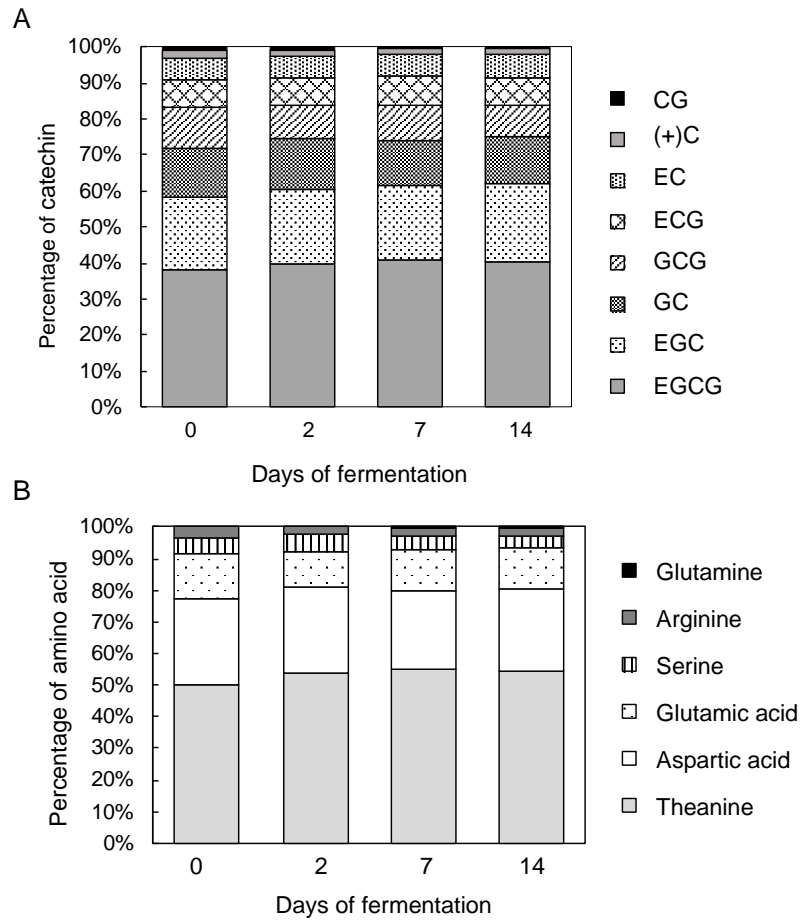 A
Percentage of catechin
100%
90%
80%
70%
60%
50%
40%
30%
20%
10%
0%
0 2 7 14
Days of fermentation
CG
(+)C
EC
ECG
GCG
GC
EGC
EGCG
B
Percentage of amino acid
100%
90%
80%
70%
60%
50%
40%
30%
20%
10%
0%
0 2 7 14
Days of fermentation
Glutamine
Arginine
Serine
Glutamic acid
Aspartic acid
Theanine